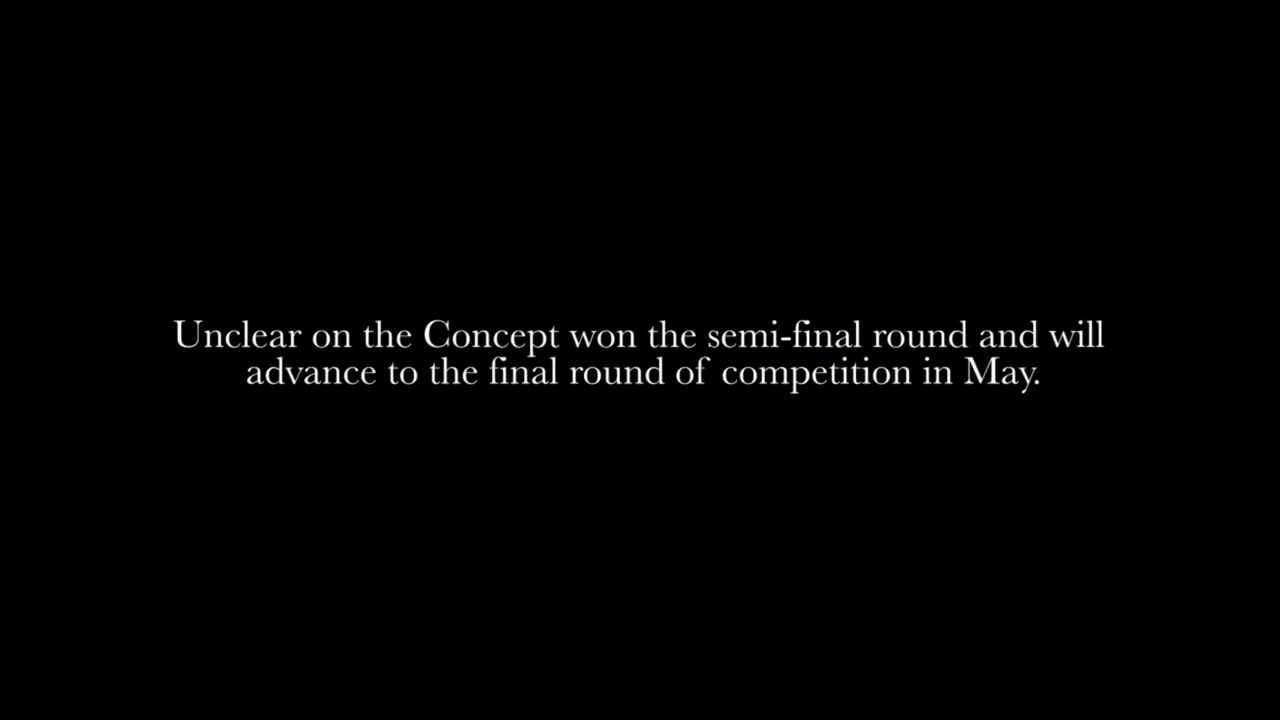 Unclear on the Concept won the semi-final round and will
advance to the final round of competition in May.